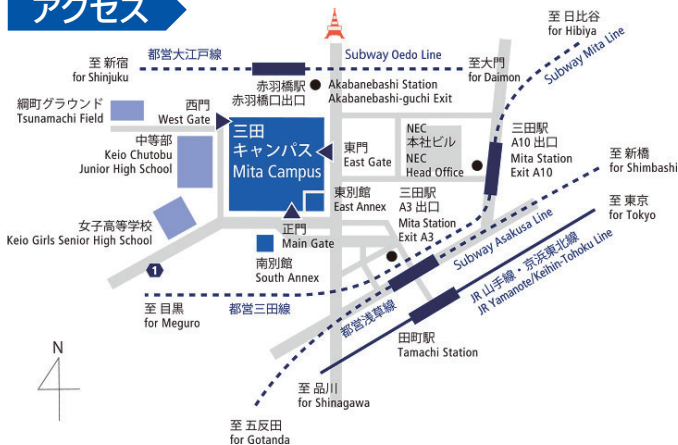 アクセス
至 日比谷
for Hibiya
Subway Mita Line
都営大江戸線
Subway Oedo Line
至 新宿
for Shinjuku
至大門
for Daimon
赤羽橋駅
赤羽橋口出口
Akabanebashi Station
Akabanebashi-guchi Exit
綱町グラウンド
Tsunamachi Field
西門
West Gate
三田
キャンパス
Mita Campus
中等部
Keio Chutobu
Junior High School
東門
East Gate
NEC
本社ビル
NEC
Head Office
三田駅
A10 出口
Mita Station
Exit A10
至 新橋
for Shimbashi
東別館
East Annex
三田駅
A3 出口
Mita Station
Exit A3
至 東京
for Tokyo
女子高等学校
Keio Girls Senior High School
正門
Main Gate
南別館
South Annex
Subway Asakusa Line
JR 山手線・京浜東北線
JR Yamanote/Keihin-Tohoku Line
1
至 目黒
for Meguro
都営三田線
都営浅草線
田町駅
Tamachi Station
N
至 品川
for Shinagawa
至 五反田
for Gotanda